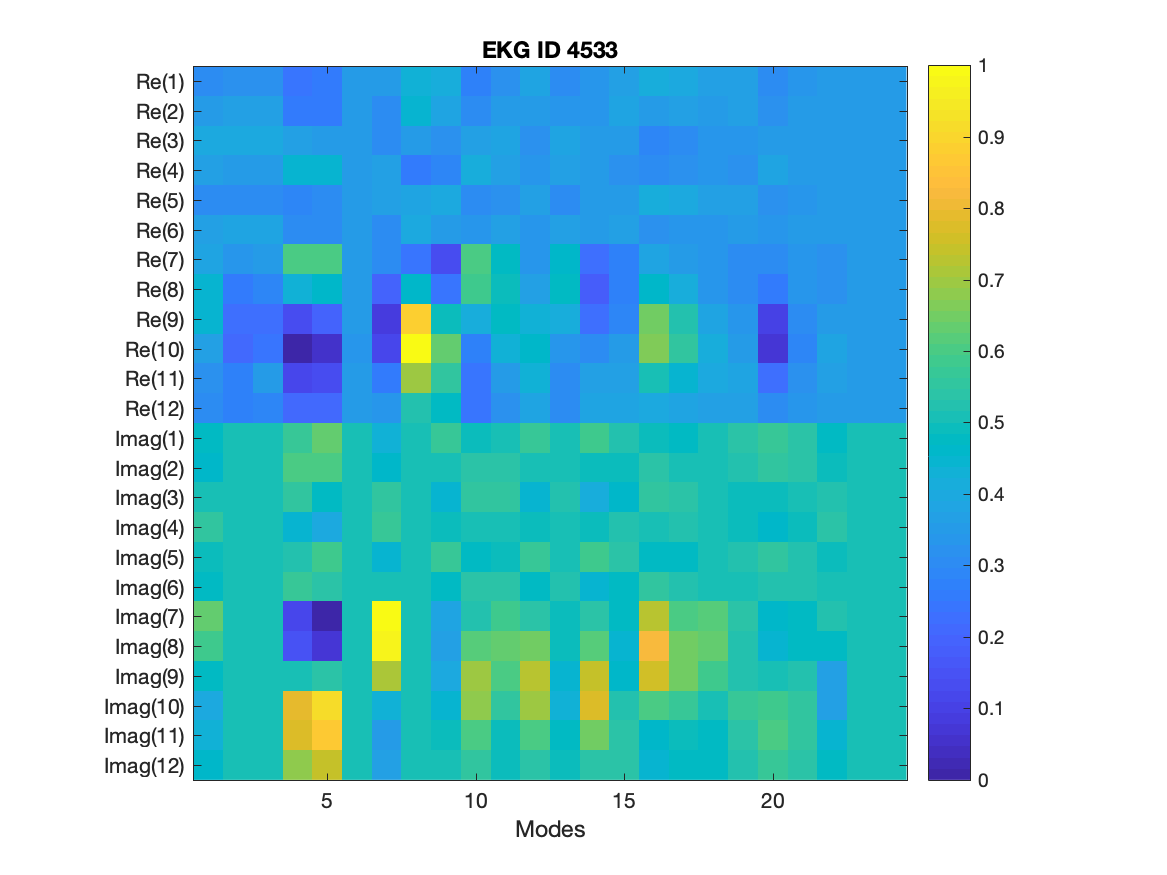 EKG ID 4533
Re(1)
Re(2)
Re(3)
Re(4)
Re(5)
Re(6)
Re(7)
Re(8)
Re(9)
Re(10)
Re(11)
Re(12)
Imag(1)
Imag(2)
Imag(3)
Imag(4)
Imag(5)
Imag(6)
Imag(7)
Imag(8)
Imag(9)
Imag(10)
Imag(11)
Imag(12)
5 10 15 20
Modes
1
0.9
0.8
0.7
0.6
0.5
0.4
0.3
0.2
0.1
0